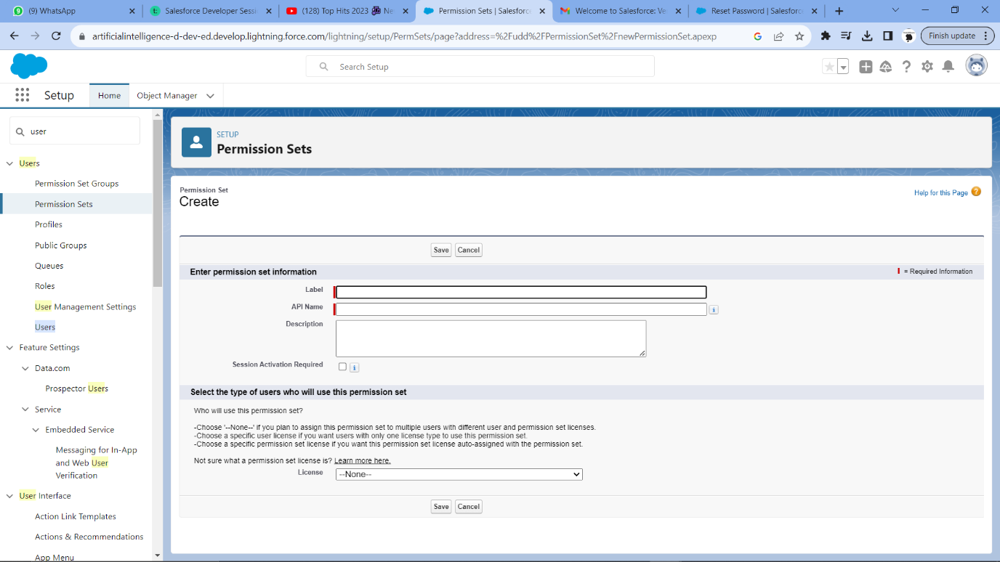 (9) WhatsApp
Salesforce Developer Sessi
(128) Top Hits 2023
Ne
Permission Sets | Salesforc
Welcome to Salesforce: Ve
Reset Password | Salesforce
artificialintelligence-d-dev-ed.develop.lightning.force.com/lightning/setup/PermSets/page?address=%2Fudd%2FPermissionSet%2FnewPermissionSet.apexp
Finish update
Search Setup
Setup
Home
Object Manager
user
Users
Permission Set Groups
Permission Sets
Profiles
Public Groups
Queues
Roles
User Management Settings
Users
Feature Settings
Data.com
Prospector Users
Service
Embedded Service
Messaging for In-App
and Web User
Verification
User Interface
Action Link Templates
Actions & Recommendations
App Menu
SETUP
Permission Sets
Permission Set
Create
Help for this Page
Save Cancel
Enter permission set information
= Required Information
Label
API Name
Description
Session Activation Required
Select the type of users who will use this permission set
Who will use this permission set?
-Choose '--None--' if you plan to assign this permission set to multiple users with different user and permission set licenses.
-Choose a specific user license if you want users with only one license type to use this permission set.
-Choose a specific permission set license if you want this permission set license auto-assigned with the permission set.
Not sure what a permission set license is? Learn more here.
License --None--
Save Cancel